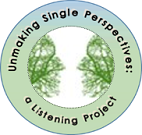 Unmaking Single Perspectives:
a Listening Project